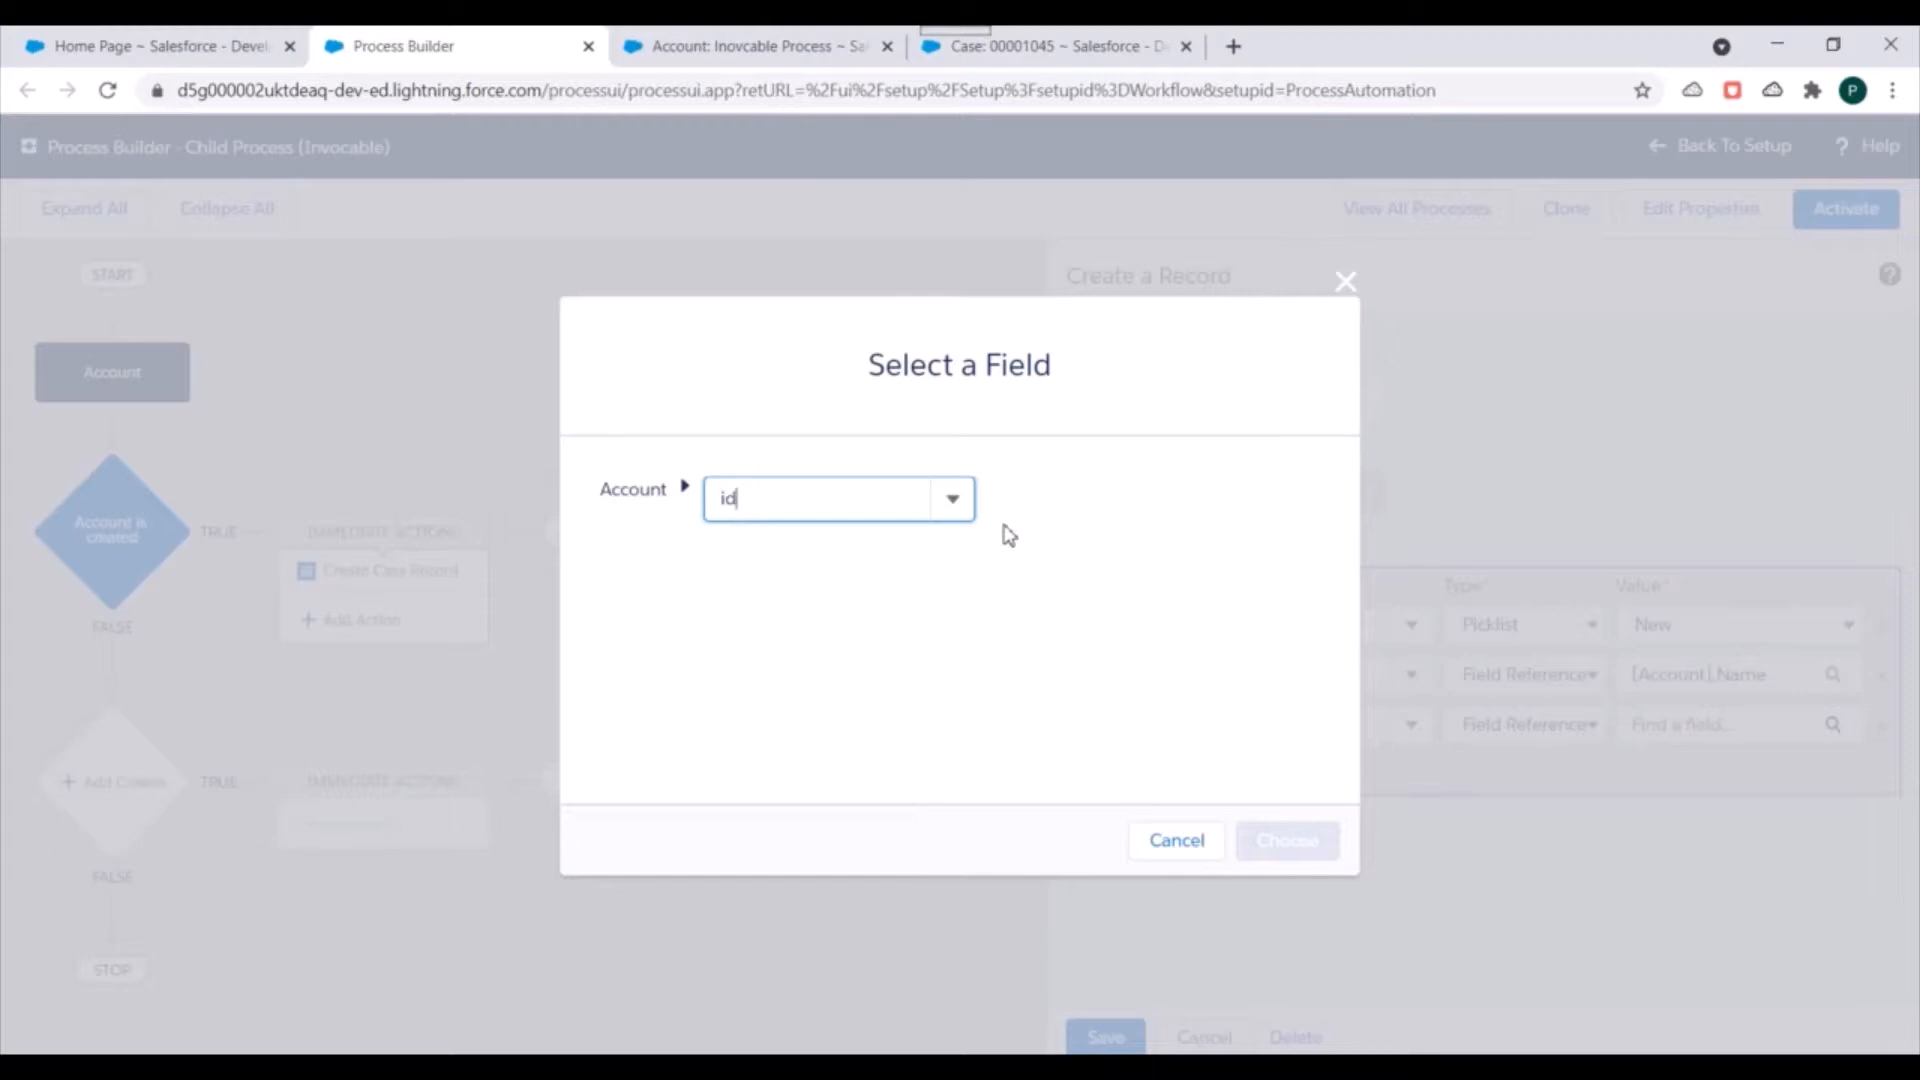 Home Page ~ Salesforce - Devel
Process Builder
Account: Inovcable Process ~ Sa
Case: 00001045 ~ Salesforce - D
d5g000002uktdeaq-dev-ed.lightning.force.com/processui/processui.app?retURL=%2Fui%2Fsetup%2FSetup%3Fsetupid%3DWorkflow&setupid=ProcessAutomation
P
Process Builder - Child Process (Invocable)
Back To Setup
? Help
Expand All
Collapse All
View All Processes
Clone
Edit Properties
Activate
START
Create a Record
Select a Field
Account
Account
id
Account is created
TRUE
IMMEDIATE ACTIONS
Create Case Record
+ Add Action
FALSE
Type*
Value*
Picklist
New
Field Reference
[Account].Name
Field Reference
Find a field...
+ Add Criteria
TRUE
IMMEDIATE ACTIONS
Cancel
Choose
FALSE
STOP
Save
Cancel
Delete